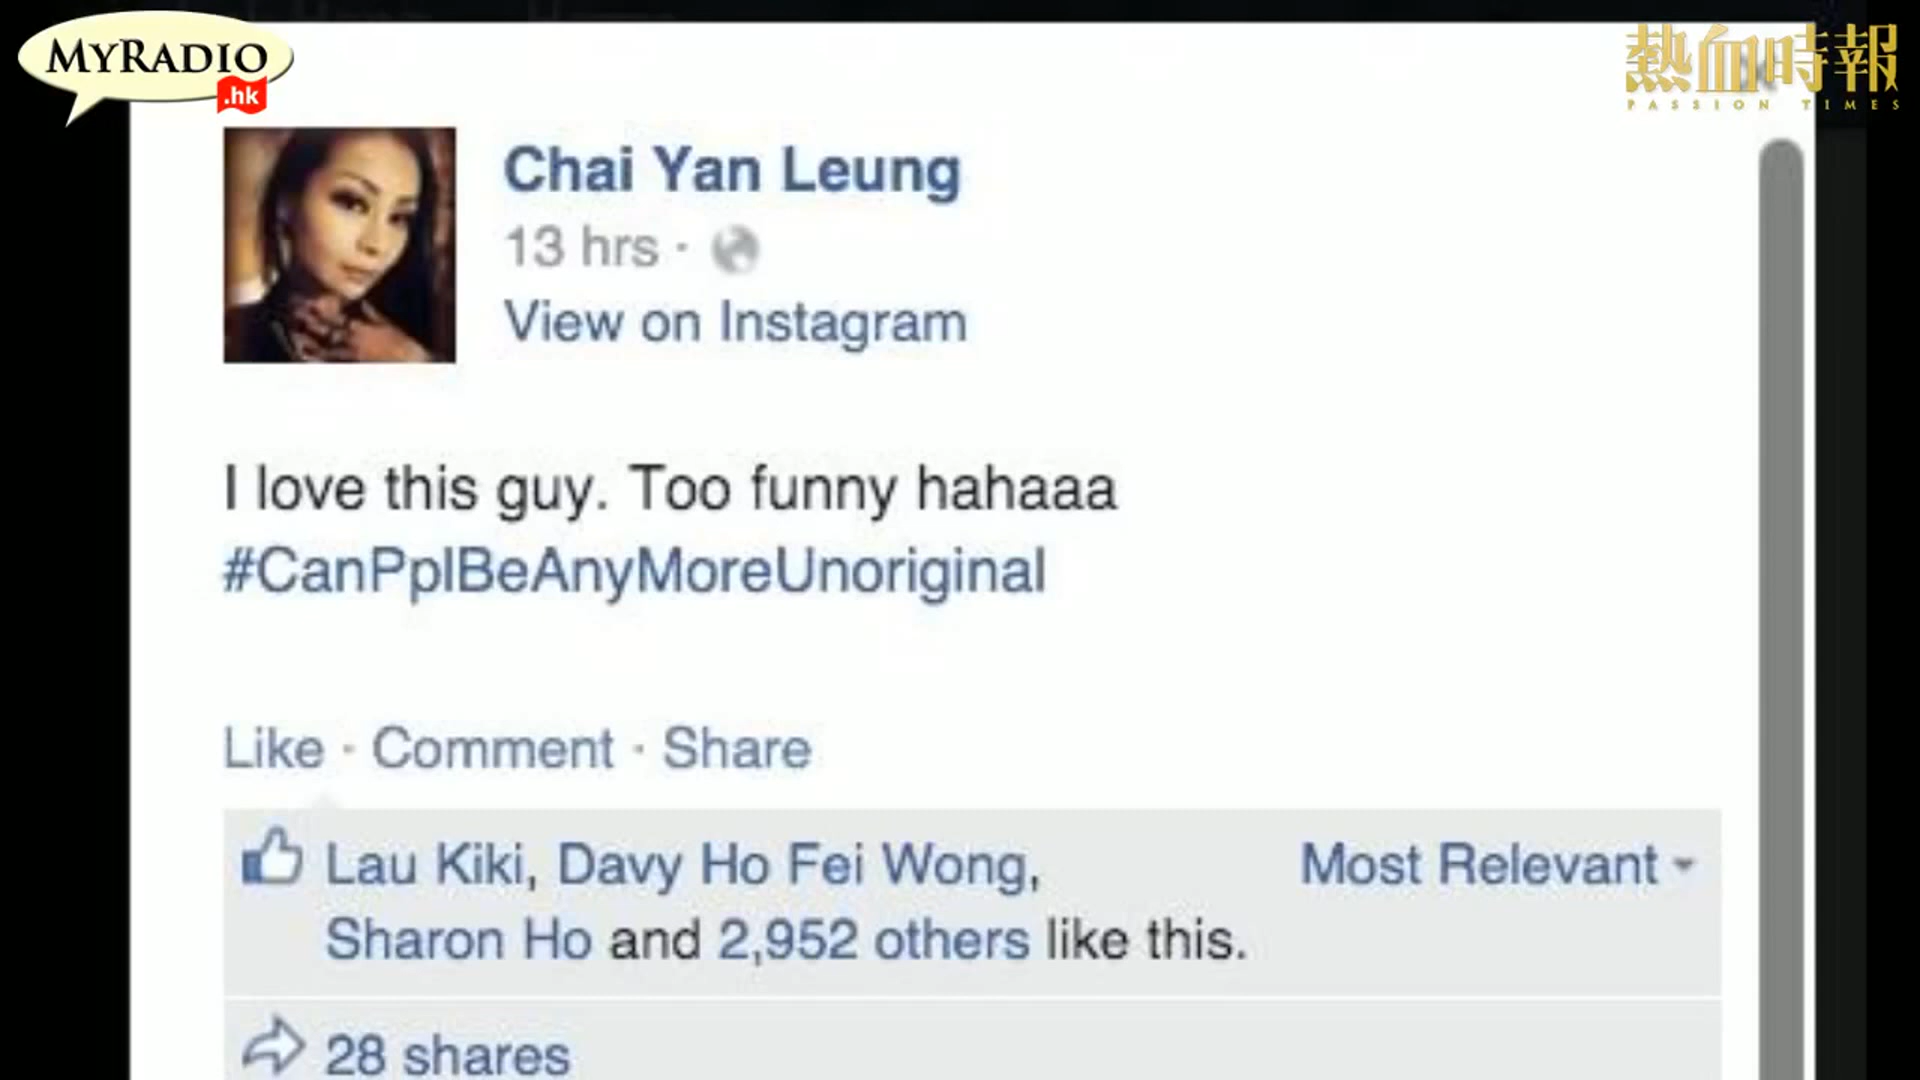 MYRADIO
.hk
熱血時報
PASSION TIMES
Chai Yan Leung
13 hrs ·
View on Instagram
I love this guy. Too funny hahaaa
#CanPplBeAnyMoreUnoriginal
Like · Comment · Share
Lau Kiki, Davy Ho Fei Wong,
Sharon Ho and 2,952 others like this.
Most Relevant
28 shares